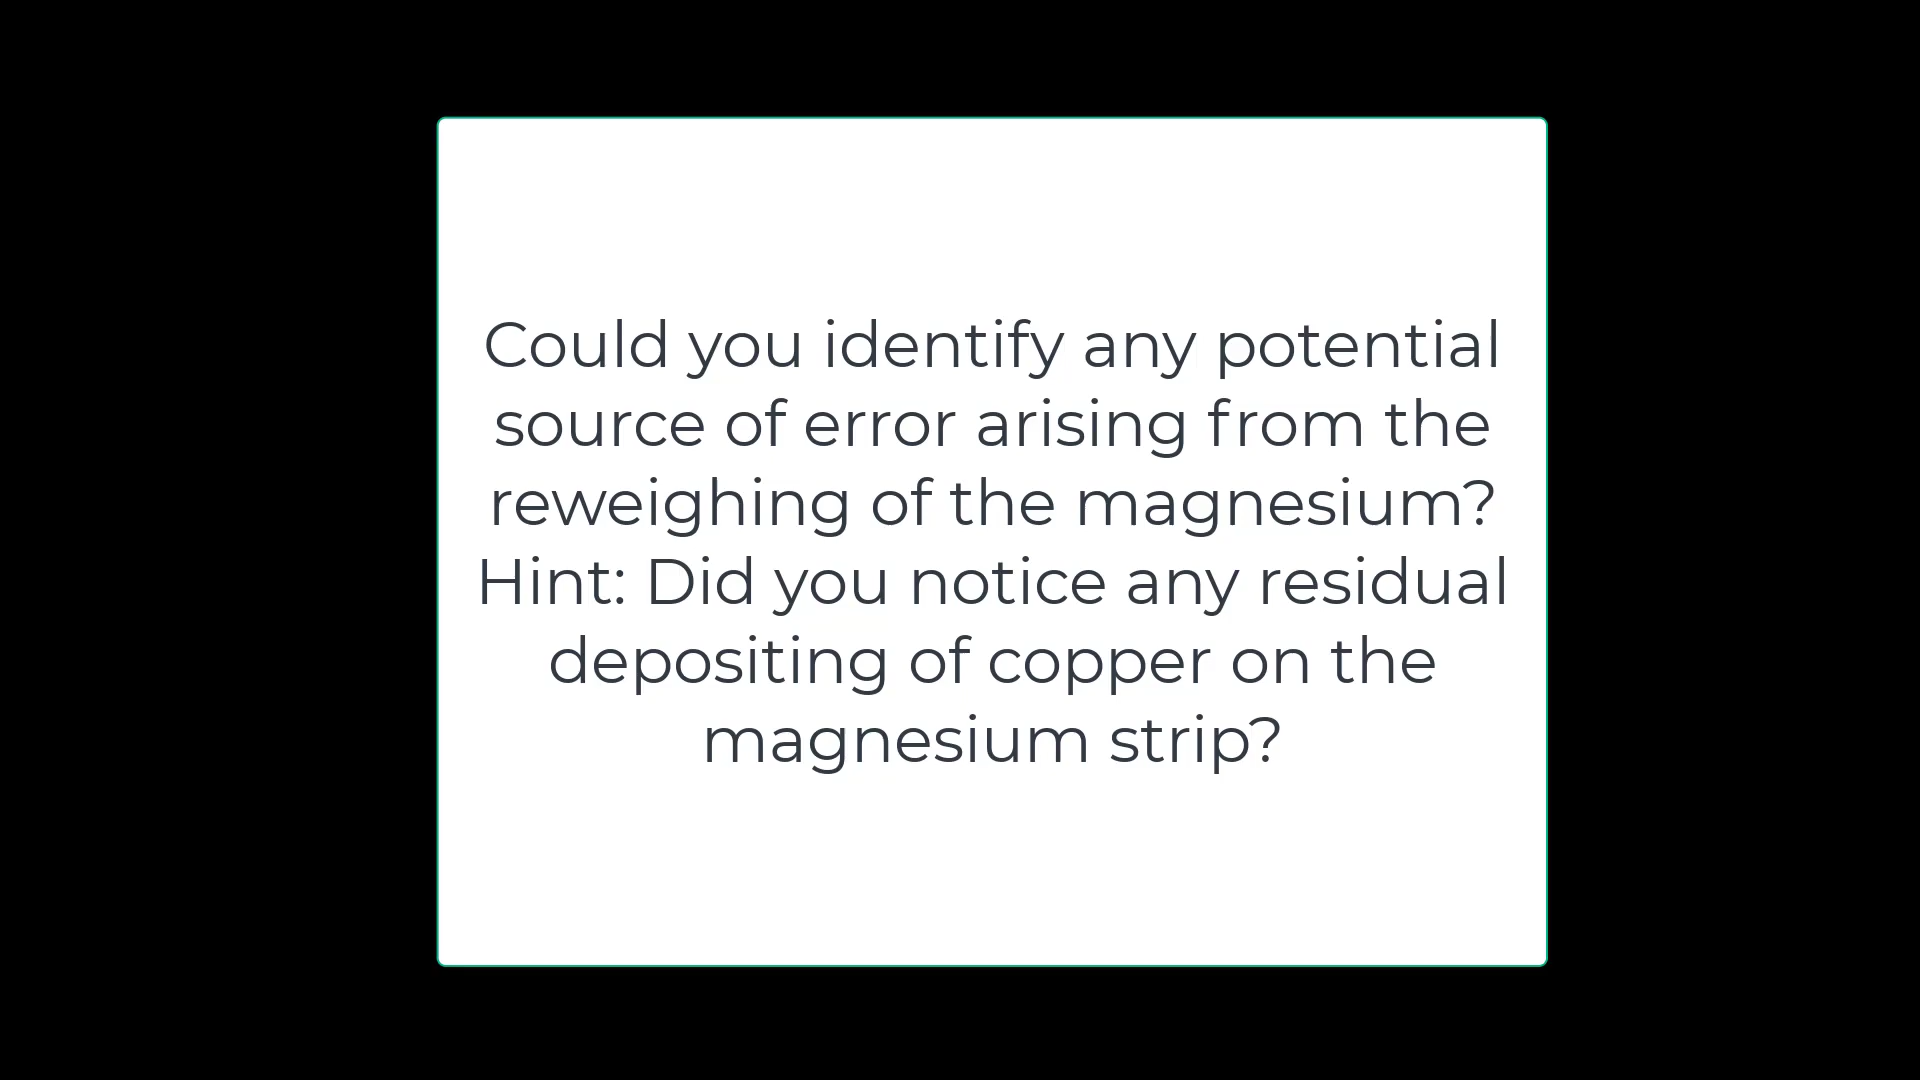 Could you identify any potential
source of error arising from the
reweighing of the magnesium?
Hint: Did you notice any residual
depositing of copper on the
magnesium strip?